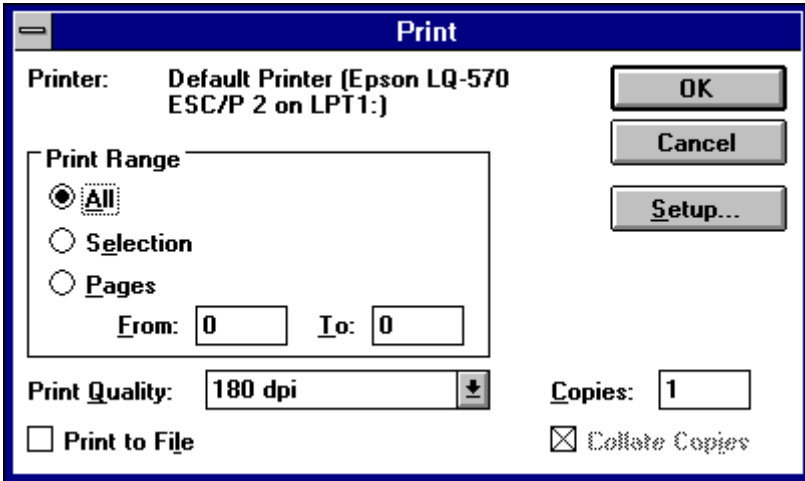 Print
Printer: Default Printer (Epson LQ-570
ESC/P 2 on LPT1:)
OK
Cancel
Setup...
Print Range
All
Selection
Pages
From: 0 To: 0
Print Quality: 180 dpi
Copies: 1
Print to File
Collate Copies